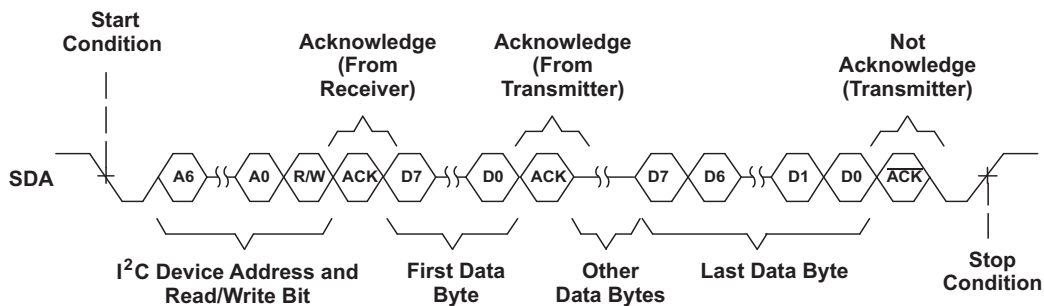 Start
Condition
Acknowledge
(From
Receiver)
Acknowledge
(From
Transmitter)
Not
Acknowledge
(Transmitter)
SDA
A6
A0
R/W
ACK
D7
D0
ACK
D7
D6
D1
D0
ACK
I²C Device Address and
Read/Write Bit
First Data
Byte
Other
Data Bytes
Last Data Byte
Stop
Condition